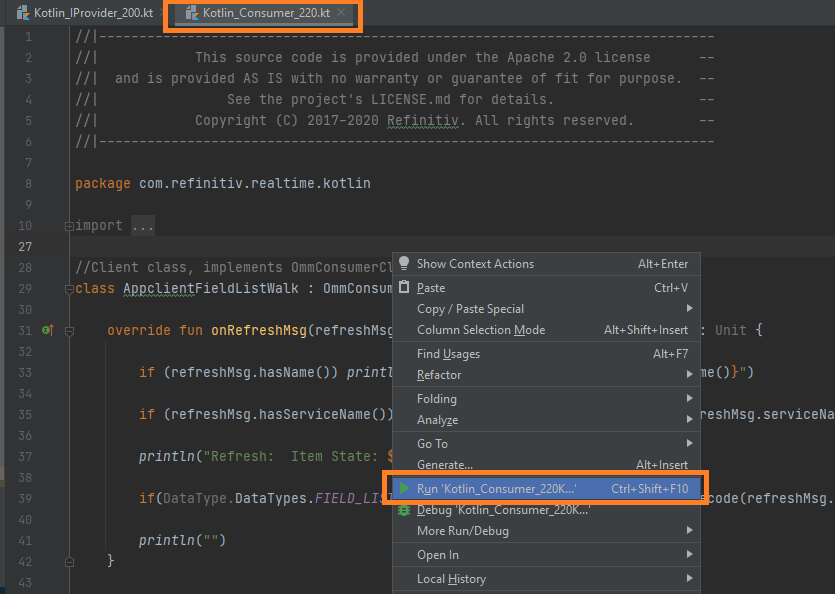 Kotlin_IProvider_200.kt Kotlin_Consumer_220.kt
1 //|-----------------------------------------------------------------------------
2 //| This source code is provided under the Apache 2.0 license --
3 //| and is provided AS IS with no warranty or guarantee of fit for purpose. --
4 //| See the project's LICENSE.md for details. --
5 //| Copyright (C) 2017-2020 Refinitiv. All rights reserved. --
6 //|-----------------------------------------------------------------------------
7
8 package com.refinitiv.realtime.kotlin
9
10 import ...
27
28 //Client class, implements OmmConsumerCl
29 class AppclientFieldListWalk : OmmConsum
30
31 override fun onRefreshMsg(refreshMsg : Unit {
32
33 if (refreshMsg.hasName()) printl me()}")
34
35 if (refreshMsg.hasServiceName()) reshMsg.serviceNa
36
37 println("Refresh: Item State: $
38
39 if(DataType.DataTypes.FIELD_LIS code(refreshMsg.
40
41 println("")
42 }
43
Show Context Actions Alt+Enter
Paste Ctrl+V
Copy / Paste Special
Column Selection Mode Alt+Shift+Insert
Find Usages Alt+F7
Refactor
Folding
Analyze
Go To
Generate... Alt+Insert
Run 'Kotlin_Consumer_220K...' Ctrl+Shift+F10
Debug 'Kotlin_Consumer_220K...'
More Run/Debug
Open In
Local History